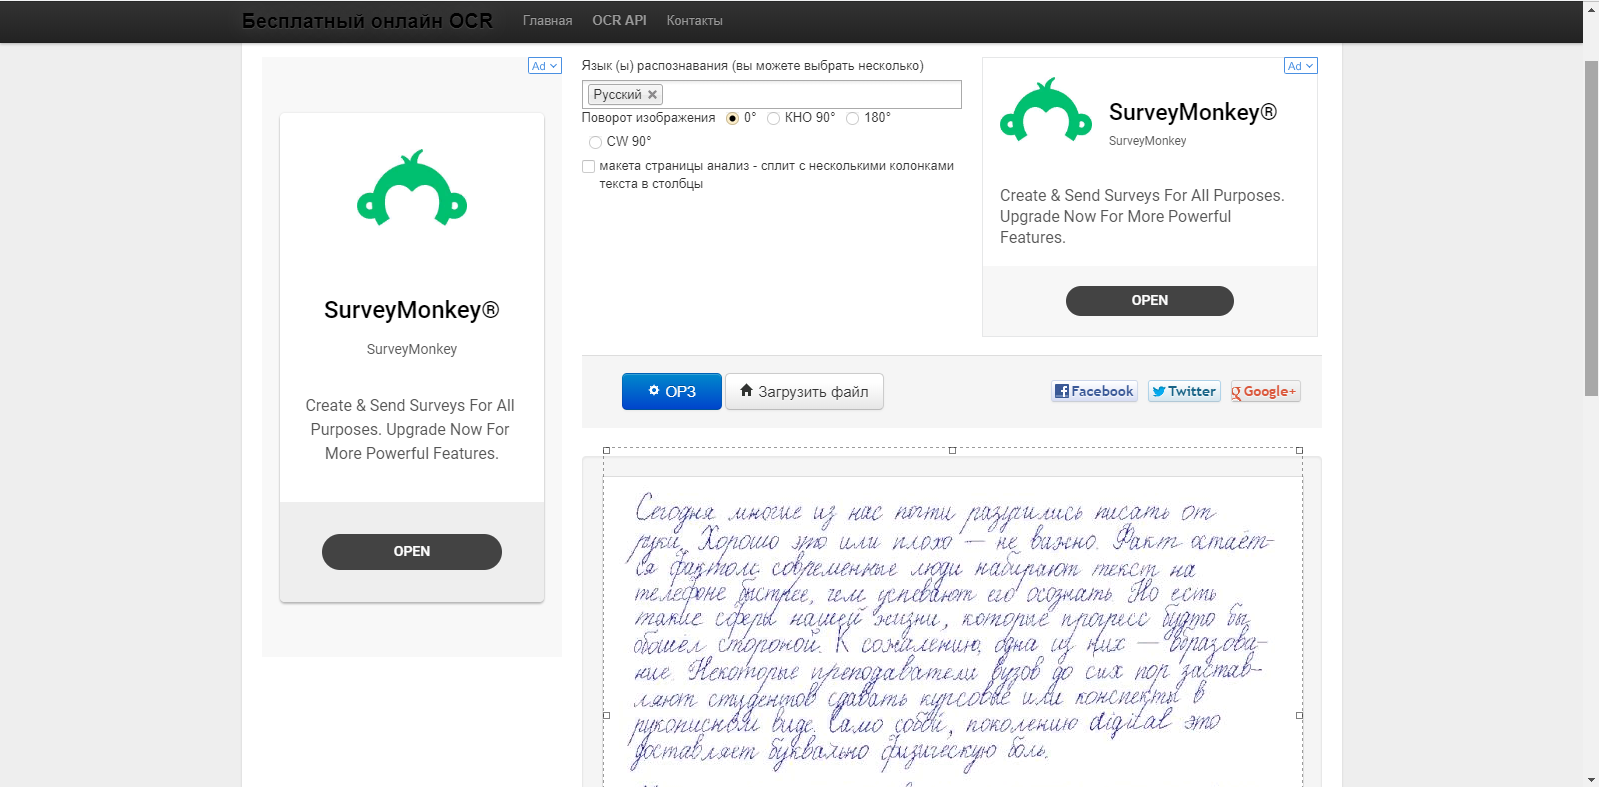 Бесплатный онлайн OCR Главная OCR API Контакты
Ad
SurveyMonkey®
SurveyMonkey
Create & Send Surveys For All
Purposes. Upgrade Now For
More Powerful Features.
OPEN
Язык (ы) распознавания (вы можете выбрать несколько)
Русский
Поворот изображения 0° КНО 90° 180°
CW 90°
макета страницы анализ - сплит с несколькими колонками
текста в столбцы
Ad
SurveyMonkey®
SurveyMonkey
Create & Send Surveys For All Purposes.
Upgrade Now For More Powerful
Features.
OPEN
ОРЗ Загрузить файл
Facebook Twitter Google+
Сегодня многие из нас почти разучились писать от
руки. Хорошо это или плохо — не важно. Факт остаёт-
ся фактом: современные люди набирают текст на
телефоне быстрее, чем успевают его осознать. Но есть
такие сферы нашей жизни, которые прогресс будто бы
обошёл стороной. К сожалению, одна из них — образова-
ние. Некоторые преподаватели вузов до сих пор застав-
ляют студентов сдавать курсовые или конспекты в
рукописном виде. Само собой, поколению digital это
доставляет буквально физическую боль.